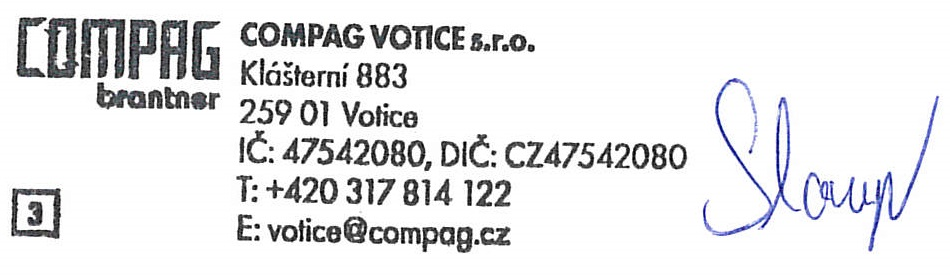 COMPAG
brantner
3
COMPAG VOTICE s.r.o.
Klášterní 883
259 01 Votice
IČ: 47542080, DIČ: CZ47542080
T: +420 317 814 122
E: votice@compag.cz